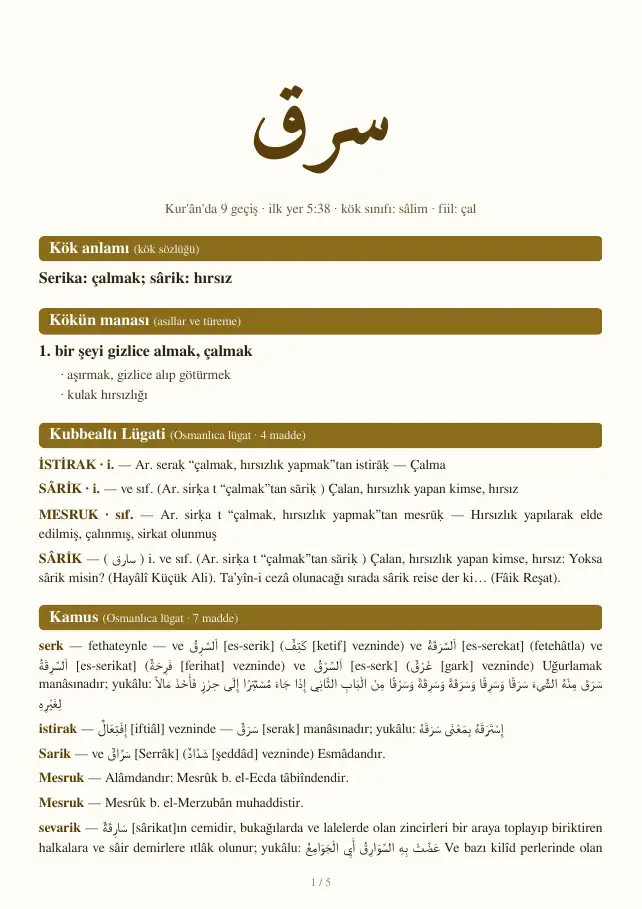 سرق
Kur'ân'da 9 geçiş · ilk yer 5:38 · kök sınıfı: sâlim · fiil: çal
Kök anlamı (kök sözlüğü)
Serika: çalmak; sârik: hırsız
Kökün manası (asıllar ve türeme)
1. bir şeyi gizlice almak, çalmak
· aşırmak, gizlice alıp götürmek
· kulak hırsızlığı
Kubbealtı Lügati (Osmanlıca lügat · 4 madde)
İSTİRAK · i. — Ar. seraḳ “çalmak, hırsızlık yapmak”tan istirāḳ — Çalma
SÂRİK · i. — ve sıf. (Ar. sirḳa t “çalmak”tan sāriḳ ) Çalan, hırsızlık yapan kimse, hırsız
MESRUK · sıf. — Ar. sirḳa t “çalmak, hırsızlık yapmak”tan mesrūḳ — Hırsızlık yapılarak elde
edilmiş, çalınmış, sirkat olunmuş
SÂRİK — ( سارق ) i. ve sıf. (Ar. sirḳa t “çalmak”tan sāriḳ ) Çalan, hırsızlık yapan kimse, hırsız: Yoksa
sârik misin? (Hayâlî Küçük Ali). Ta’yîn-i cezâ olunacağı sırada sârik reise der ki… (Fâik Reşat).
Kamus (Osmanlıca lügat · 7 madde)
serk — fethateynle — ve اَلسَّرِقُ [es-serik] (كَتِفٌ [ketif] vezninde) ve اَلسَّرَقَةُ [es-serekat] (fetehâtla) ve
اَلسَّرِقَةُ [es-serikat] (فَرِحَةٌ [ferihat] vezninde) ve اَلسَّرْقُ [es-serk] (غَرْقٌ [gark] vezninde) Uğurlamak
manâsınadır; yukâlu: سَرَقَ مِنْهُ الشَّيْءَ سَرَقًا وَسَرِقًا وَسَرَقَةً وَسَرِقَةً وَسَرْقًا مِنَ الْبَابِ الثَّانِي إِذَا جَاءَ مُسْتَتِرًا إِلَى حِرْزٍ فَأَخَذَ مَالاً
لِغَيْرِهِ
istirak — إِفْتِعَالٌ [iftiâl] vezninde — سَرَقٌ [serak] manâsınadır; yukâlu: إِسْتَرَقَهُ بِمَعْنَى سَرَقَهُ
Sarik — ve سَرَّاقٌ [Serrâk] (شَدَّادٌ [şeddâd] vezninde) Esmâdandır.
Mesruk — Alâmdandır: Mesrûk b. el-Ecda tâbiîndendir.
Mesruk — Mesrûk b. el-Merzubân muhaddistir.
sevarik — سَارِقَةٌ [sârikat]ın cemidir, bukağılarda ve lalelerde olan zincirleri bir araya toplayıp biriktiren
halkalara ve sâir demirlere ıtlâk olunur; yukâlu: عَضَّتْ بِهِ السَّوَارِقُ أَيِ الْجَوَامِعُ Ve bazı kilîd perlerinde olan
1 / 5